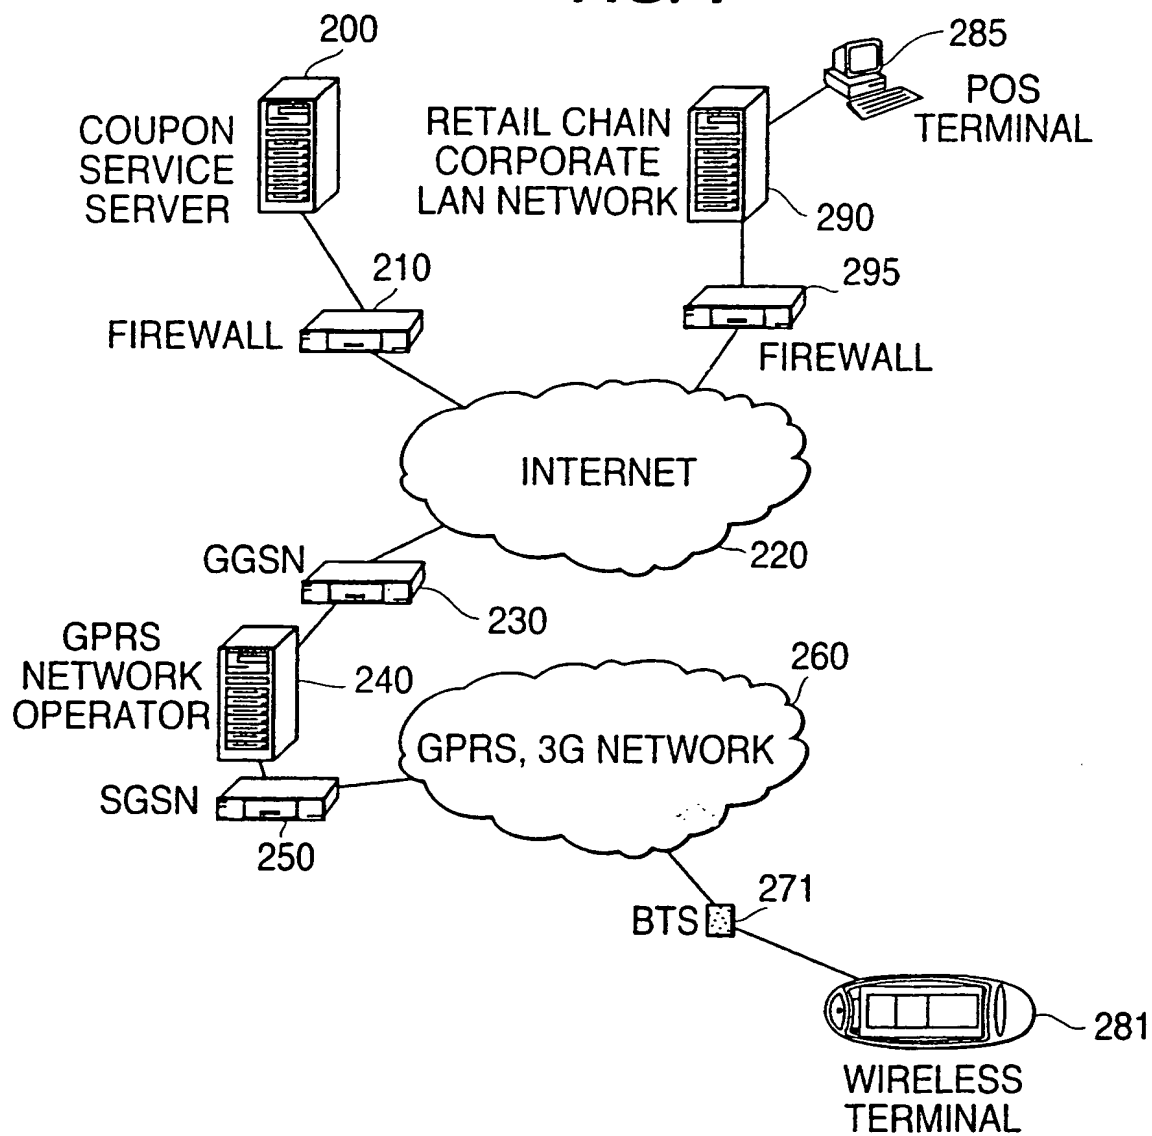 200
COUPON
SERVICE
SERVER
RETAIL CHAIN
CORPORATE
LAN NETWORK
285
POS
TERMINAL
290
210
FIREWALL
295
FIREWALL
INTERNET
220
GGSN
230
GPRS
NETWORK
OPERATOR
240
260
GPRS, 3G NETWORK
SGSN
250
BTS
271
281
WIRELESS
TERMINAL